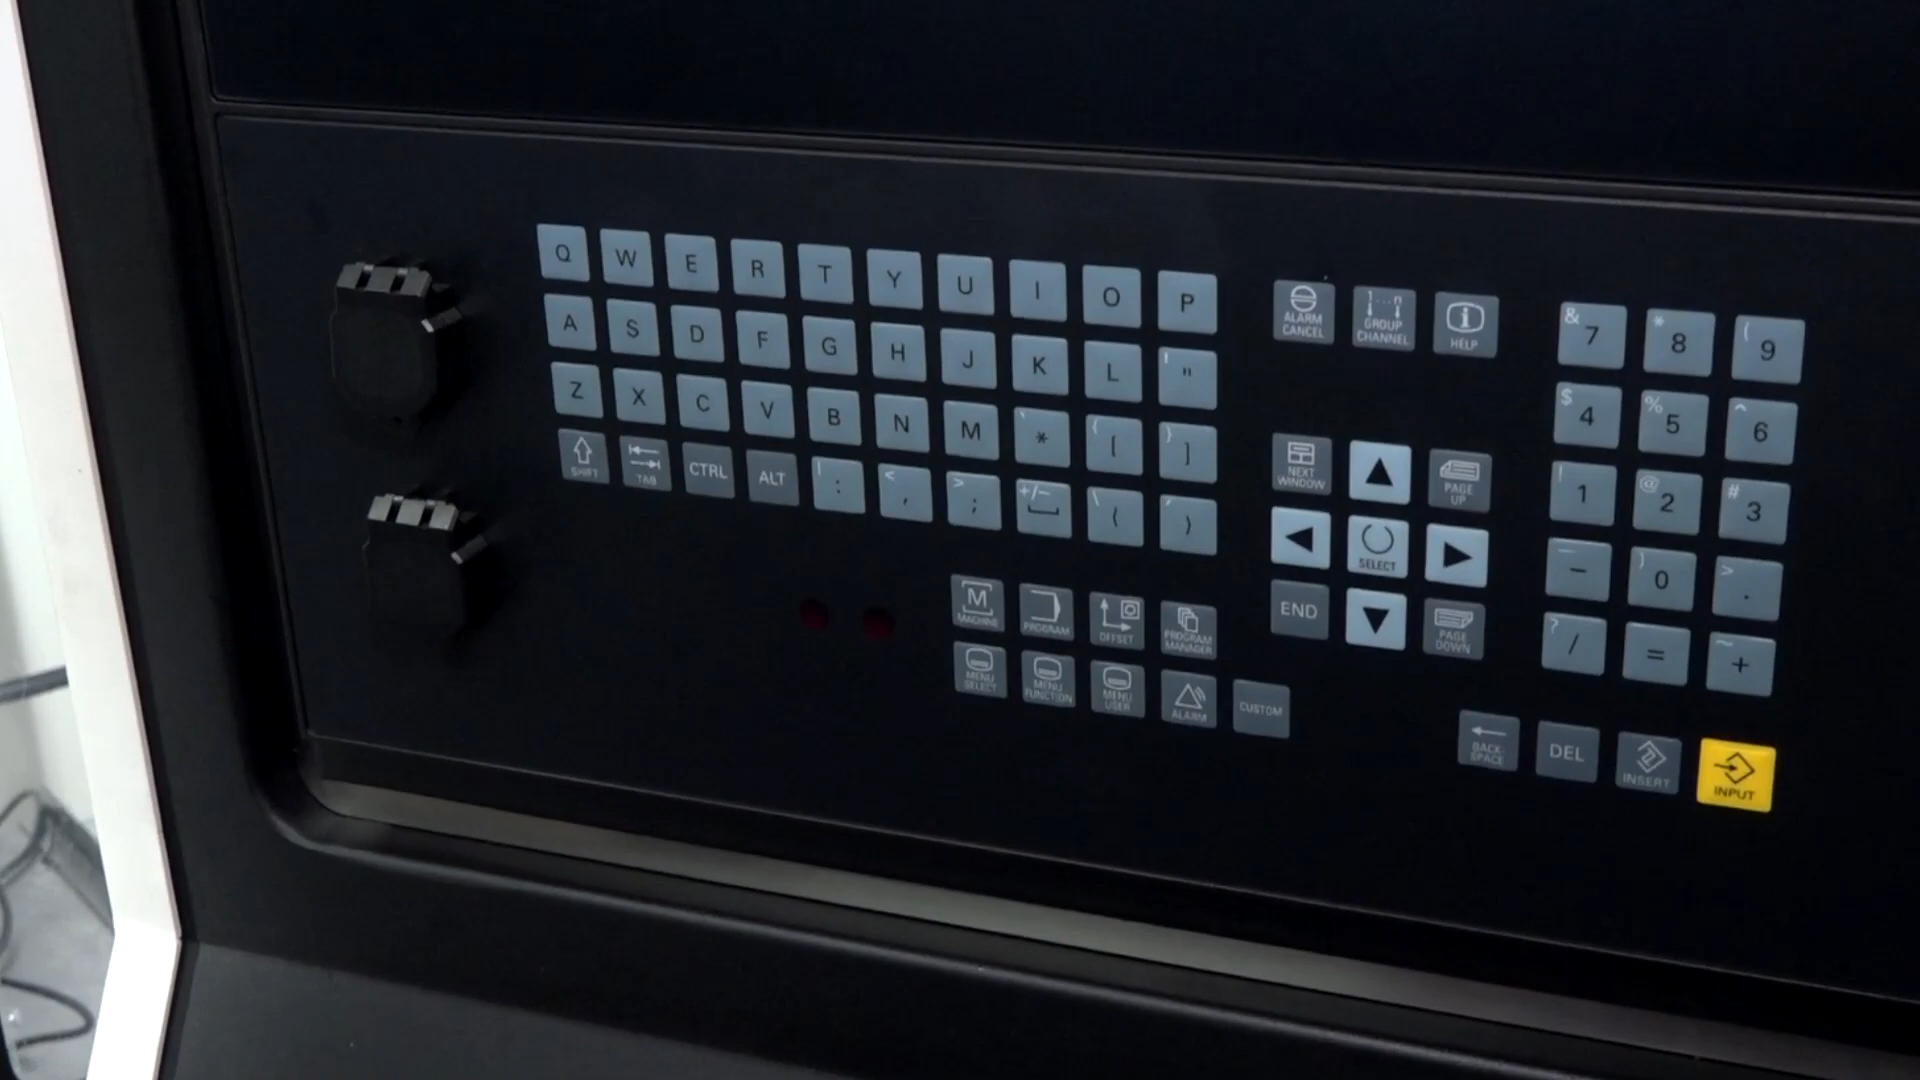 Q W E R T Y U I O P
A S D F G H J K L ' "
Z X C V B N M ` * { [ } ]
SHIFT TAB CTRL ALT : < , > ; +/- \ ( )
ALARM CANCEL
1...n GROUP CHANNEL
i HELP
& 7 * 8 ( 9
$ 4 % 5 ^ 6
! 1 @ 2 # 3
_ - ) 0 > .
? / = ~ +
NEXT WINDOW
▲
PAGE UP
◀
SELECT
▶
END
▼
PAGE DOWN
M MACHINE
PROGRAM
OFFSET
PROGRAM MANAGER
MENU SELECT
MENU FUNCTION
MENU USER
ALARM
CUSTOM
BACK-SPACE
DEL
INSERT
INPUT